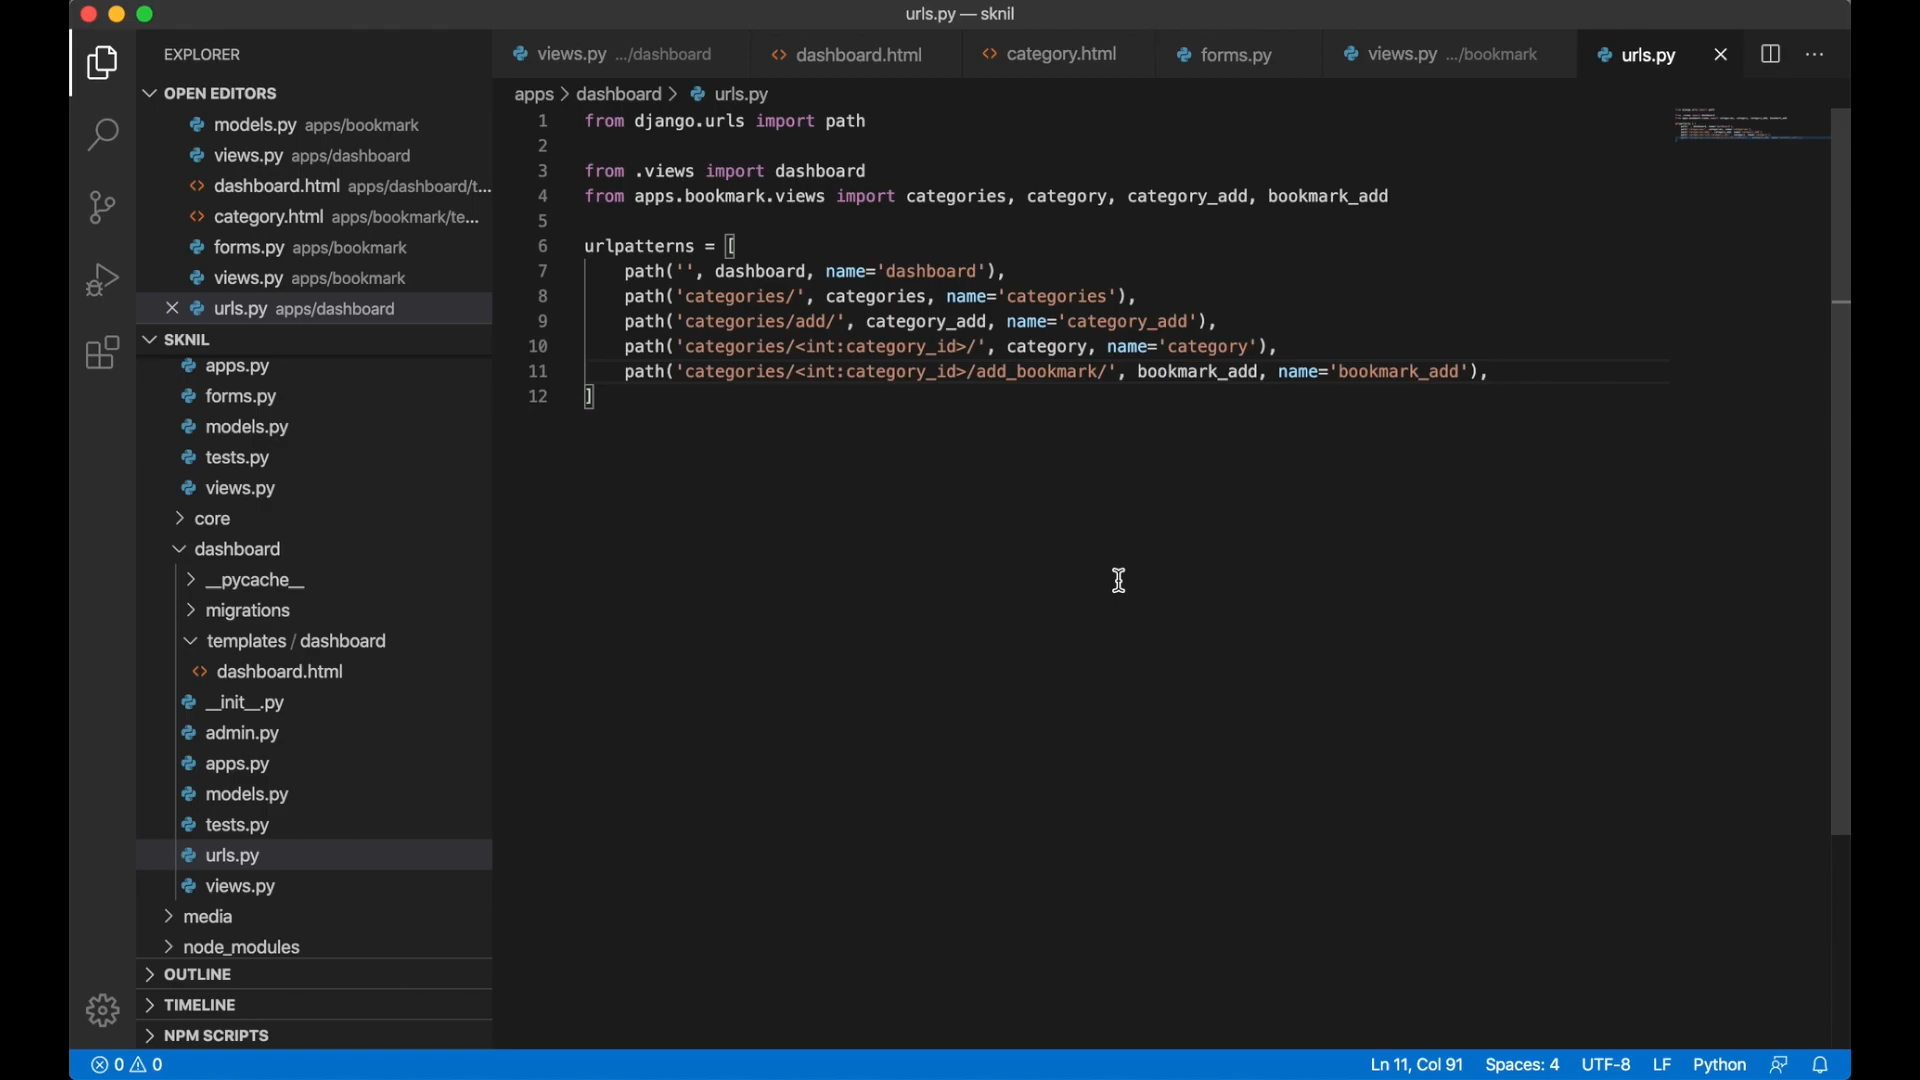 urls.py — sknil
EXPLORER
OPEN EDITORS
models.py apps/bookmark
views.py apps/dashboard
dashboard.html apps/dashboard/t...
category.html apps/bookmark/te...
forms.py apps/bookmark
views.py apps/bookmark
urls.py apps/dashboard
SKNIL
apps.py
forms.py
models.py
tests.py
views.py
core
dashboard
__pycache__
migrations
templates / dashboard
dashboard.html
__init__.py
admin.py
apps.py
models.py
tests.py
urls.py
views.py
media
node_modules
OUTLINE
TIMELINE
NPM SCRIPTS
views.py .../dashboard
dashboard.html
category.html
forms.py
views.py .../bookmark
urls.py
apps > dashboard > urls.py
1 from django.urls import path
2
3 from .views import dashboard
4 from apps.bookmark.views import categories, category, category_add, bookmark_add
5
6 urlpatterns = [
7 path('', dashboard, name='dashboard'),
8 path('categories/', categories, name='categories'),
9 path('categories/add/', category_add, name='category_add'),
10 path('categories/<int:category_id>/', category, name='category'),
11 path('categories/<int:category_id>/add_bookmark/', bookmark_add, name='bookmark_add'),
12 ]
0 0
Ln 11, Col 91 Spaces: 4 UTF-8 LF Python